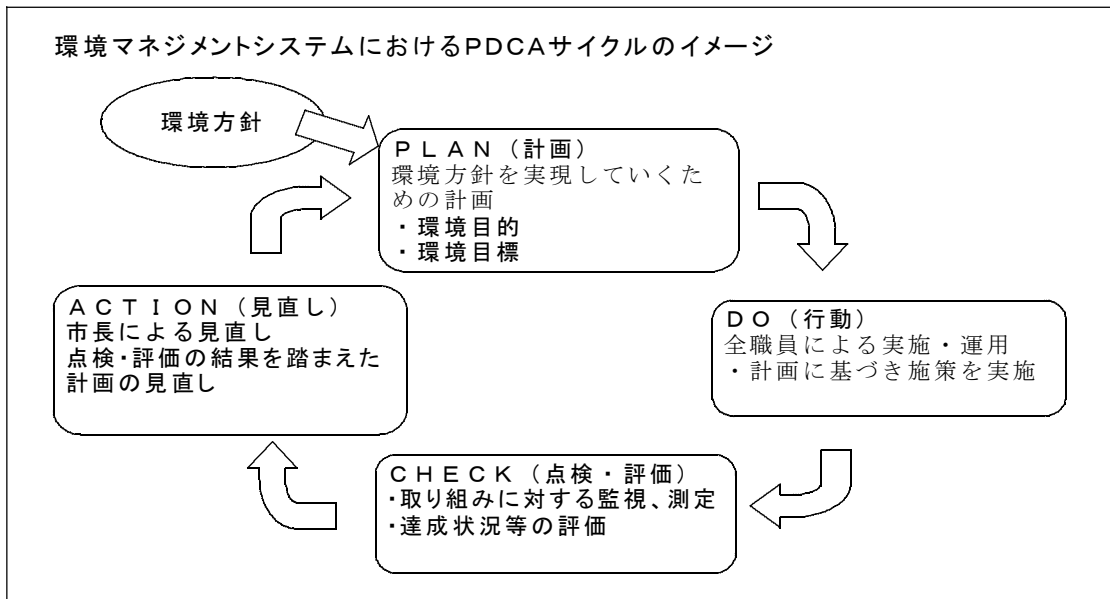 環境マネジメントシステムにおけるPDCAサイクルのイメージ
環境方針
PLAN(計画)
環境方針を実現していくた
めの計画
・環境目的
・環境目標
DO(行動)
全職員による実施・運用
・計画に基づき施策を実施
CHECK(点検・評価)
・取り組みに対する監視、測定
・達成状況等の評価
ACTION(見直し)
市長による見直し
点検・評価の結果を踏まえた
計画の見直し